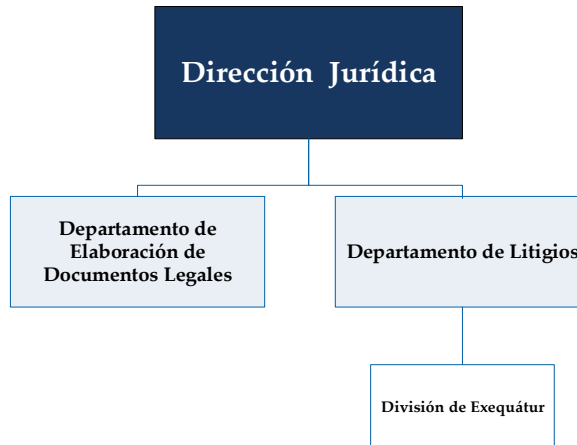 Dirección Jurídica
Departamento de
Elaboración de
Documentos Legales
Departamento de Litigios
División de Exequátur